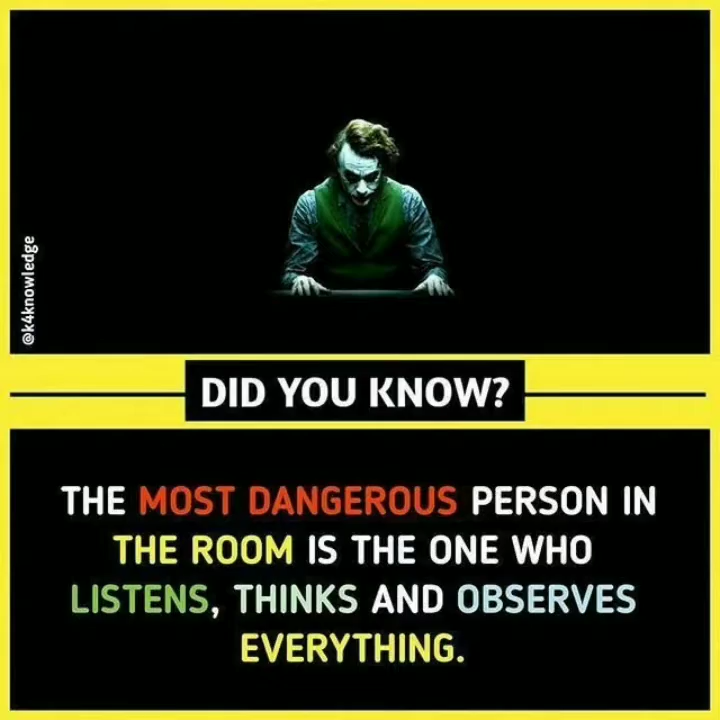 @k4knowledge
DID YOU KNOW?
THE MOST DANGEROUS PERSON IN
THE ROOM IS THE ONE WHO
LISTENS, THINKS AND OBSERVES
EVERYTHING.